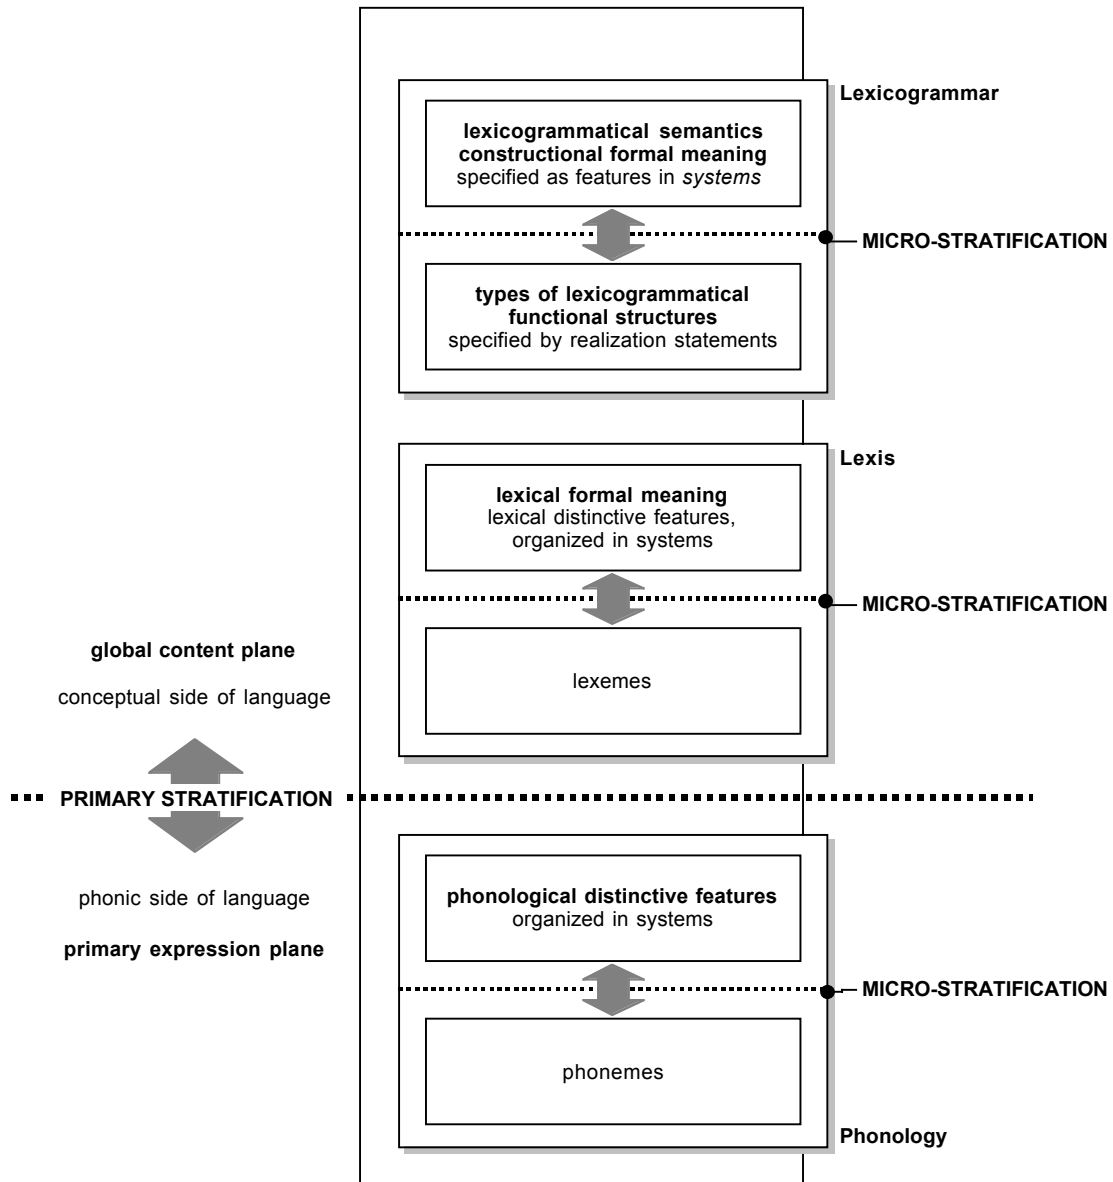 Lexicogrammar
lexicogrammatical semantics
constructional formal meaning
specified as features in systems
MICRO-STRATIFICATION
types of lexicogrammatical
functional structures
specified by realization statements
Lexis
lexical formal meaning
lexical distinctive features,
organized in systems
MICRO-STRATIFICATION
lexemes
global content plane
conceptual side of language
PRIMARY STRATIFICATION
phonic side of language
primary expression plane
phonological distinctive features
organized in systems
MICRO-STRATIFICATION
phonemes
Phonology